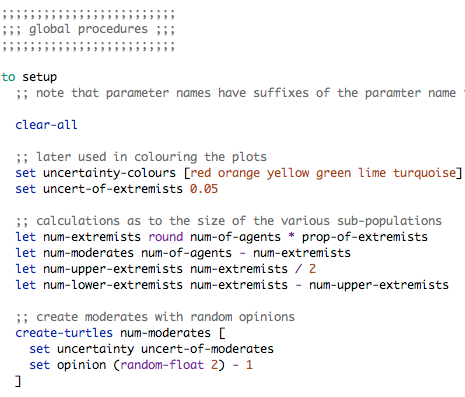 ;;;;;;;;;;;;;;;;;;;;;;;;;
;;; global procedures ;;;
;;;;;;;;;;;;;;;;;;;;;;;;;
to setup
;; note that parameter names have suffixes of the paramter name
clear-all
;; later used in colouring the plots
set uncertainty-colours [red orange yellow green lime turquoise]
set uncert-of-extremists 0.05
;; calculations as to the size of the various sub-populations
let num-extremists round num-of-agents * prop-of-extremists
let num-moderates num-of-agents - num-extremists
let num-upper-extremists num-extremists / 2
let num-lower-extremists num-extremists - num-upper-extremists
;; create moderates with random opinions
create-turtles num-moderates [
set uncertainty uncert-of-moderates
set opinion (random-float 2) - 1
]